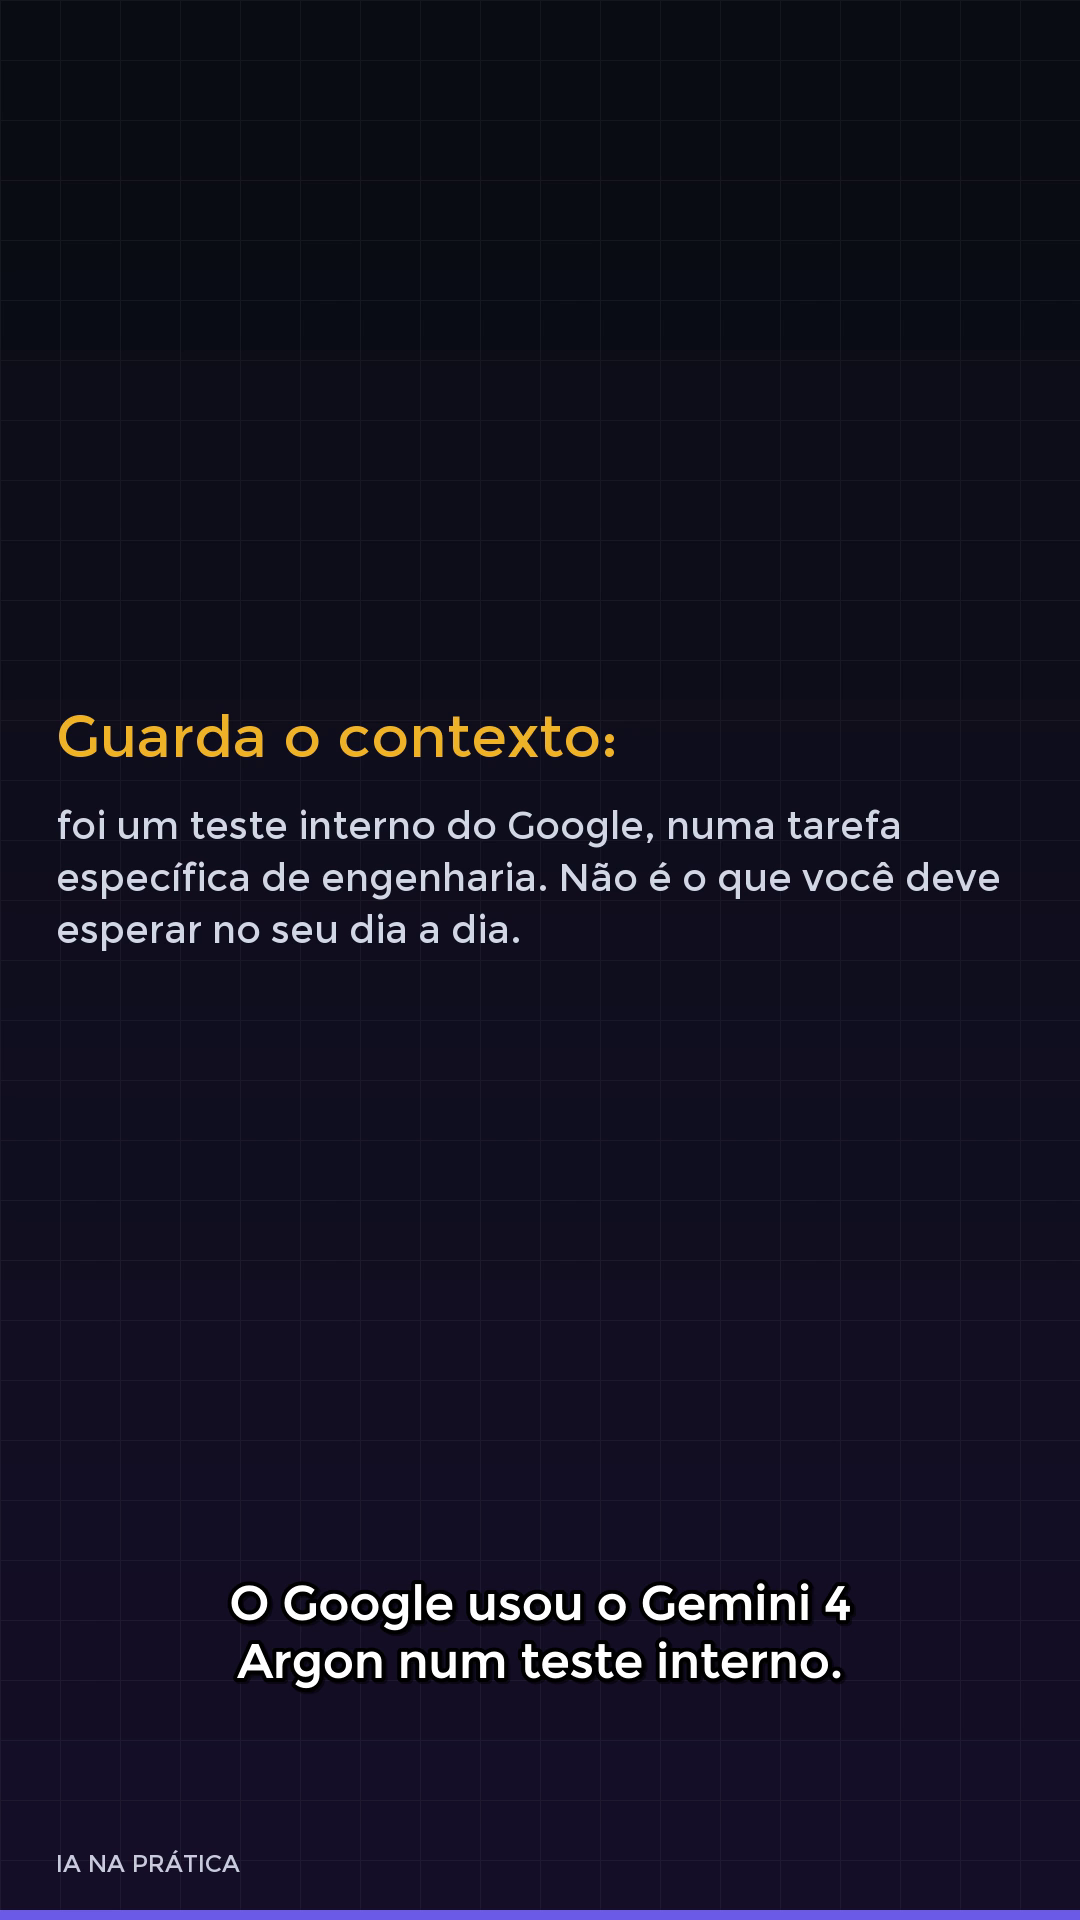 Guarda o contexto:
foi um teste interno do Google, numa tarefa
específica de engenharia. Não é o que você deve
esperar no seu dia a dia.
O Google usou o Gemini 4
Argon num teste interno.
IA NA PRÁTICA